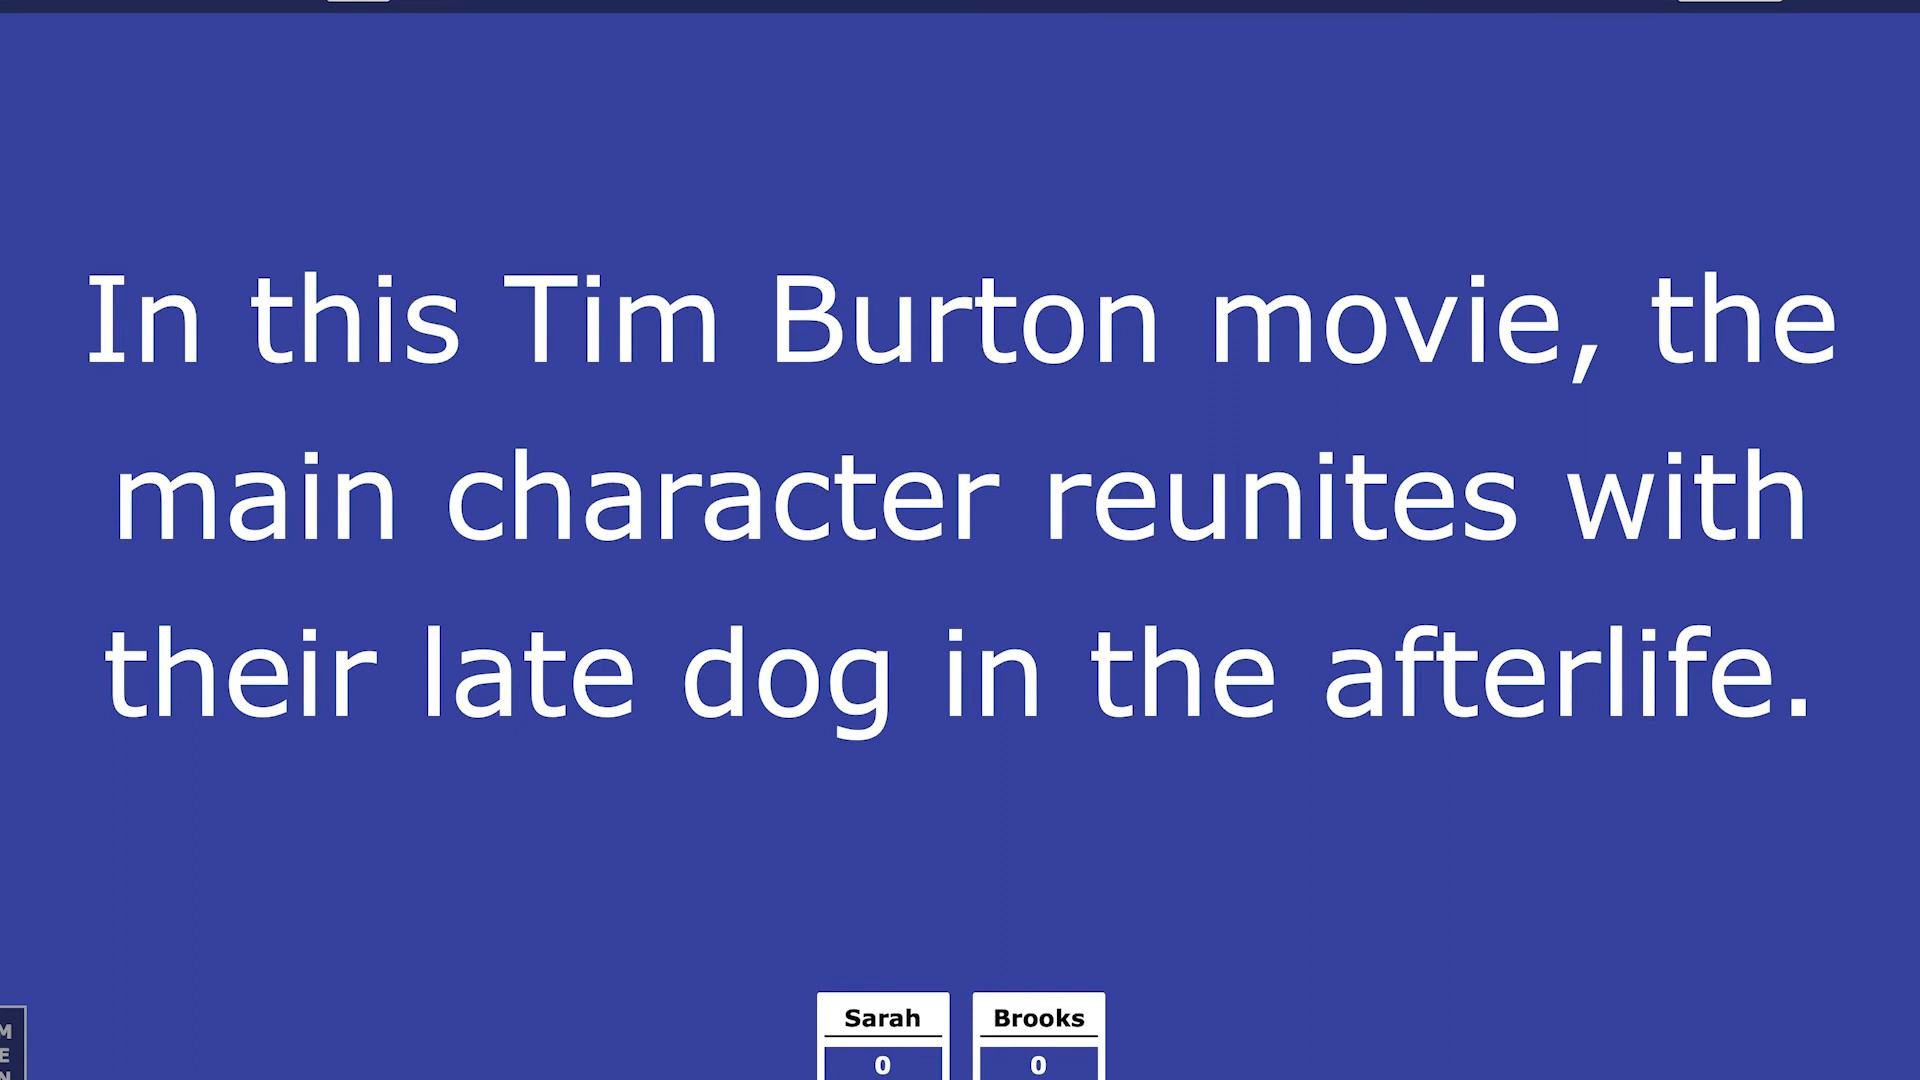 In this Tim Burton movie, the
main character reunites with
their late dog in the afterlife.
Sarah
Brooks
0
0
M
E
N